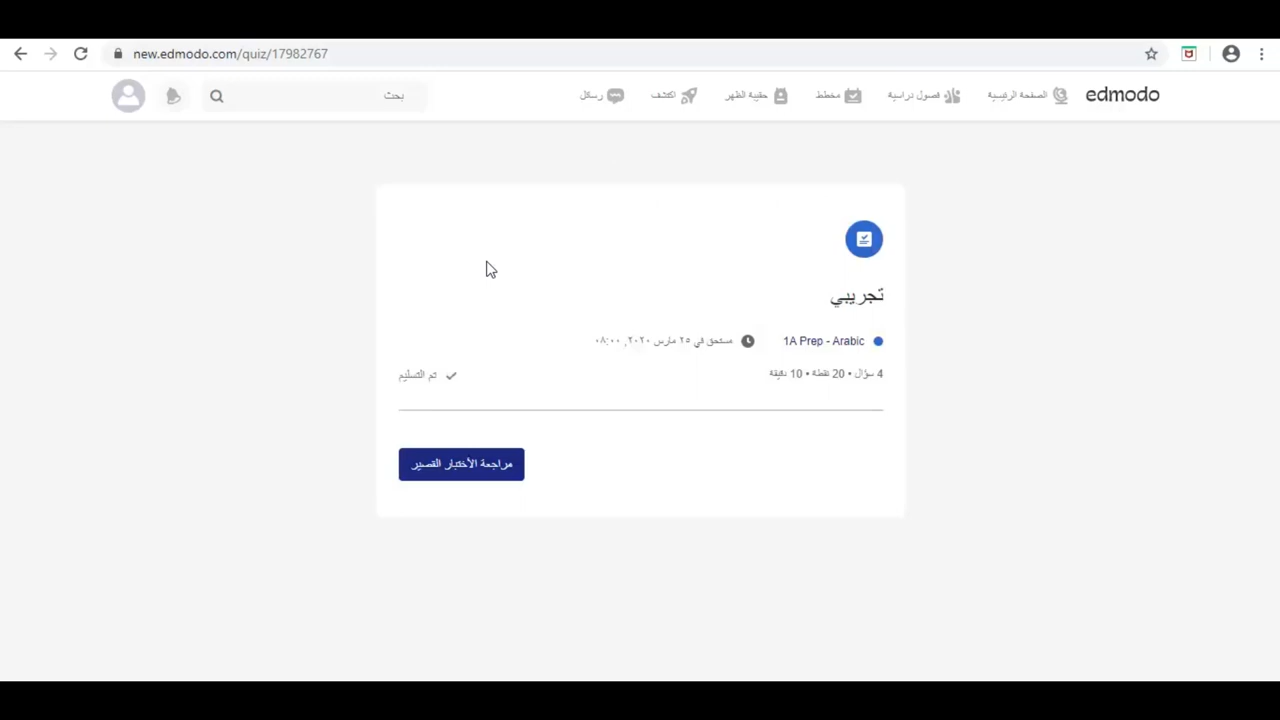 new.edmodo.com/quiz/17982767
edmodo
الصفحة الرئيسية
فصول دراسية
مخطط
حقيبة الظهر
اكتشف
رسائل
بحث
تجريبي
1A Prep - Arabic
مستحق في ٢٥ مارس ٢٠٢٠, ٠٨:٠٠
4 سؤال • 20 نقطة • 10 دقيقة
تم التسليم
مراجعة الأختبار القصير